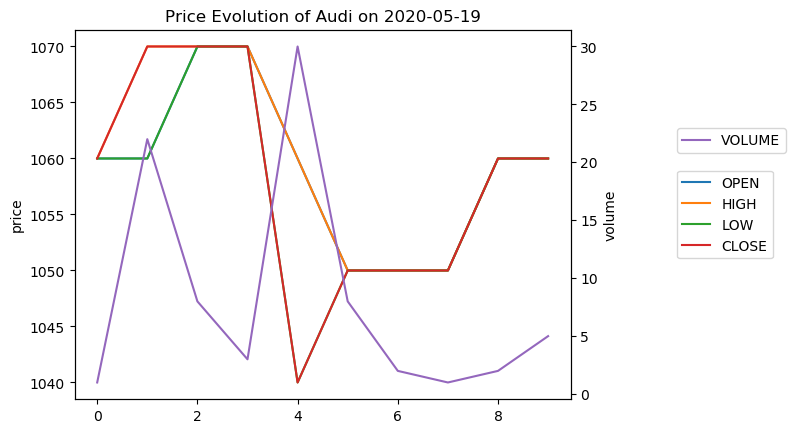 Price Evolution of Audi on 2020-05-19
price
1070
1065
1060
1055
1050
1045
1040
0
2
4
6
8
30
25
20
15
10
5
0
volume
VOLUME
OPEN
HIGH
LOW
CLOSE